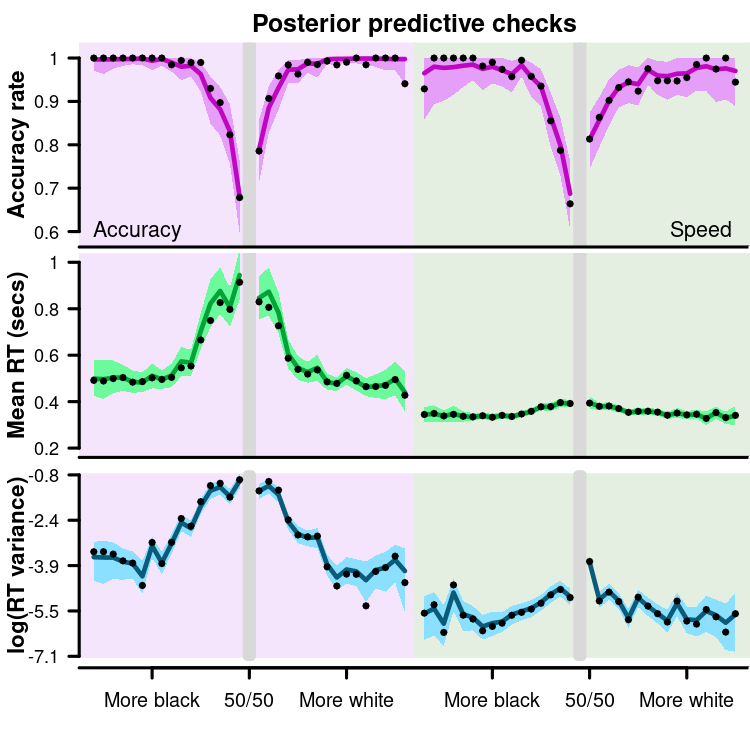 Posterior predictive checks
Accuracy rate
1
0.9
0.8
0.7
0.6
Accuracy
Speed
Mean RT (secs)
1
0.8
0.6
0.4
0.2
log(RT variance)
-0.8
-2.4
-3.9
-5.5
-7.1
More black 50/50 More white More black 50/50 More white